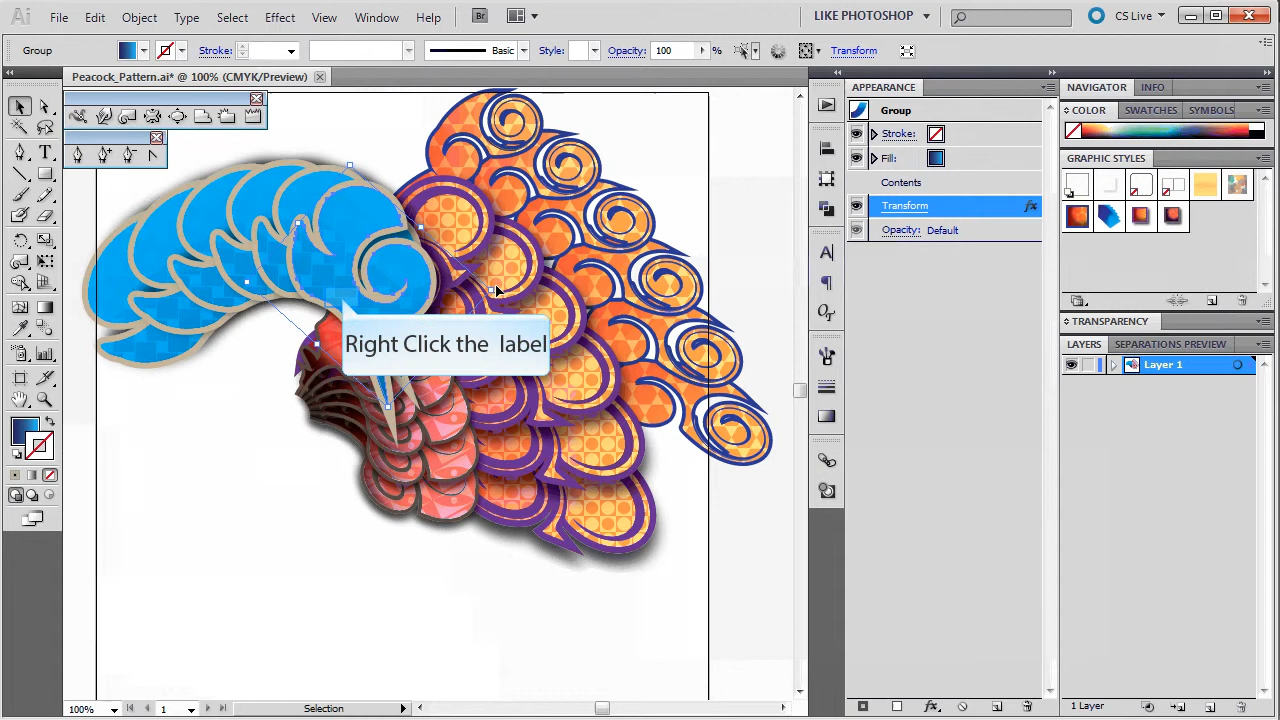 Ai File Edit Object Type Select Effect View Window Help Br LIKE PHOTOSHOP CS Live
Group Stroke: Basic Style: Opacity: 100 % Transform
Peacock_Pattern.ai* @ 100% (CMYK/Preview)
APPEARANCE
Group
Stroke:
Fill:
Contents
Transform fx
Opacity: Default
NAVIGATOR INFO
COLOR SWATCHES SYMBOLS
GRAPHIC STYLES
TRANSPARENCY
LAYERS SEPARATIONS PREVIEW
Layer 1
Right Click the label
100% 1 Selection
fx
1 Layer